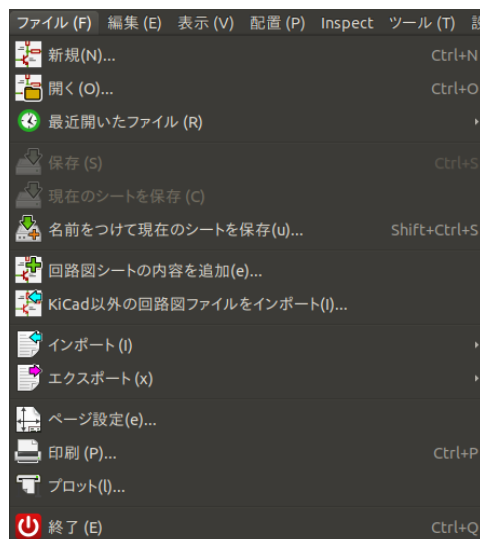 ファイル (F) 編集 (E) 表示 (V) 配置 (P) Inspect ツール (T)
新規(N)... Ctrl+N
開く(O)... Ctrl+O
最近開いたファイル (R)
保存 (S) Ctrl+S
現在のシートを保存 (C)
名前をつけて現在のシートを保存(u)... Shift+Ctrl+S
回路図シートの内容を追加(e)...
KiCad以外の回路図ファイルをインポート(I)...
インポート(I)
エクスポート(x)
ページ設定(e)...
印刷 (P)... Ctrl+P
プロット(l)...
終了 (E) Ctrl+Q